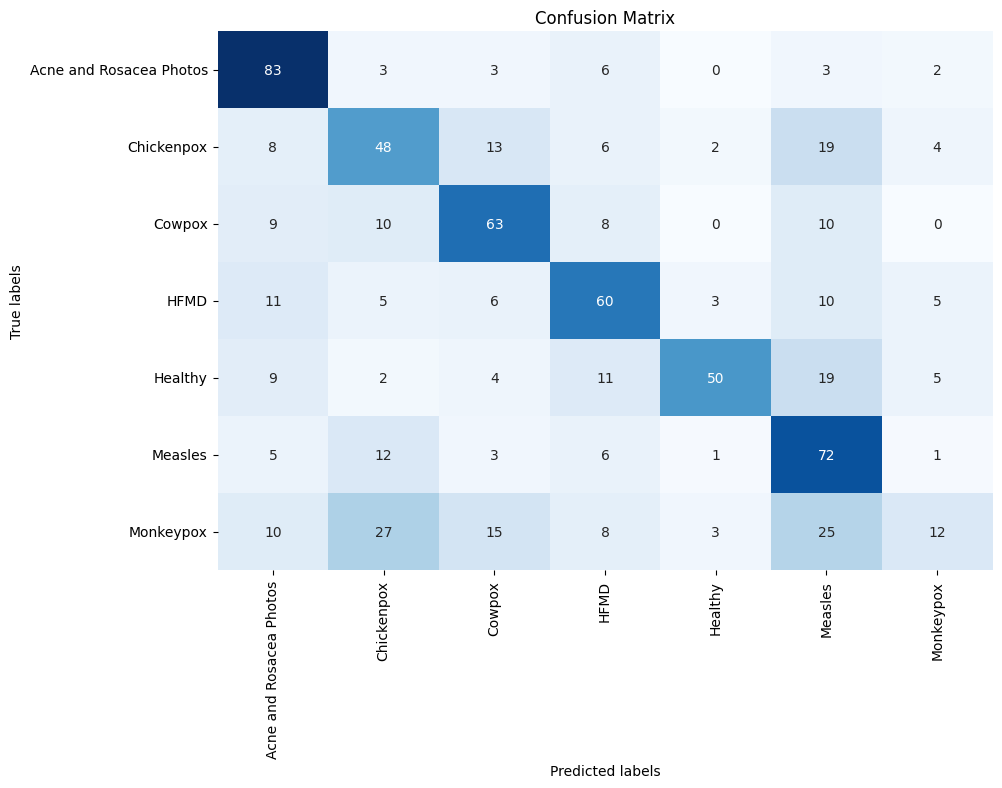 Confusion Matrix
True labels
Acne and Rosacea Photos 83 3 3 6 0 3 2
Chickenpox 8 48 13 6 2 19 4
Cowpox 9 10 63 8 0 10 0
HFMD 11 5 6 60 3 10 5
Healthy 9 2 4 11 50 19 5
Measles 5 12 3 6 1 72 1
Monkeypox 10 27 15 8 3 25 12
Acne and Rosacea Photos
Chickenpox
Cowpox
HFMD
Healthy
Measles
Monkeypox
Predicted labels